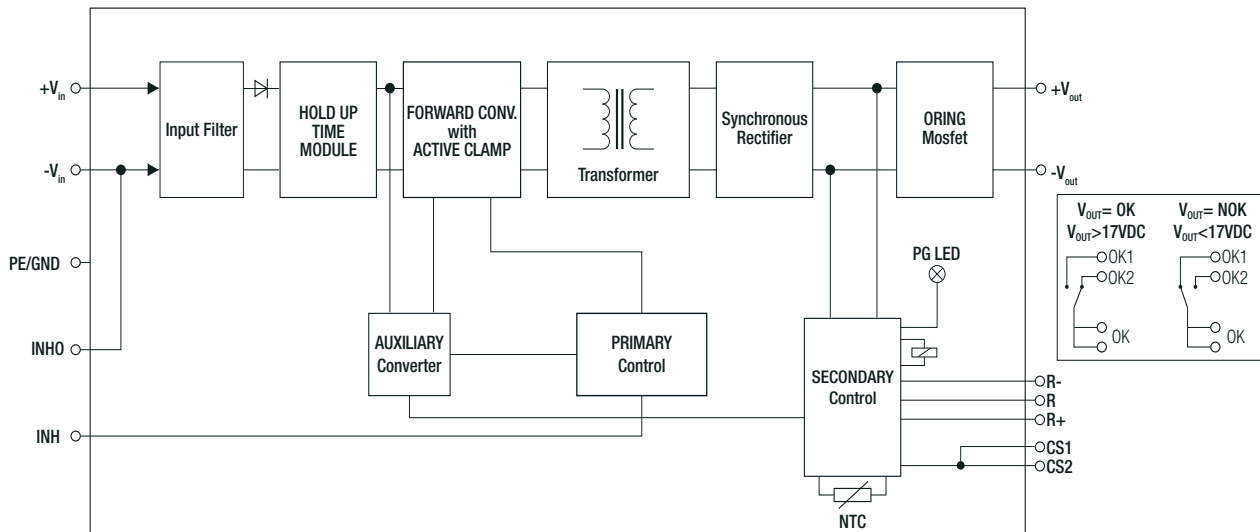 +Vin
Input Filter
HOLD UP
TIME
MODULE
FORWARD CONV.
with
ACTIVE CLAMP
Transformer
Synchronous
Rectifier
ORING
Mosfet
+Vout
-Vin
-Vout
VOUT= OK
VOUT>17VDC
OK1
OK2
OK
VOUT= NOK
VOUT<17VDC
OK1
OK2
OK
PE/GND
PG LED
INH0
AUXILIARY
Converter
PRIMARY
Control
SECONDARY
Control
R-
R
R+
INH
CS1
CS2
NTC